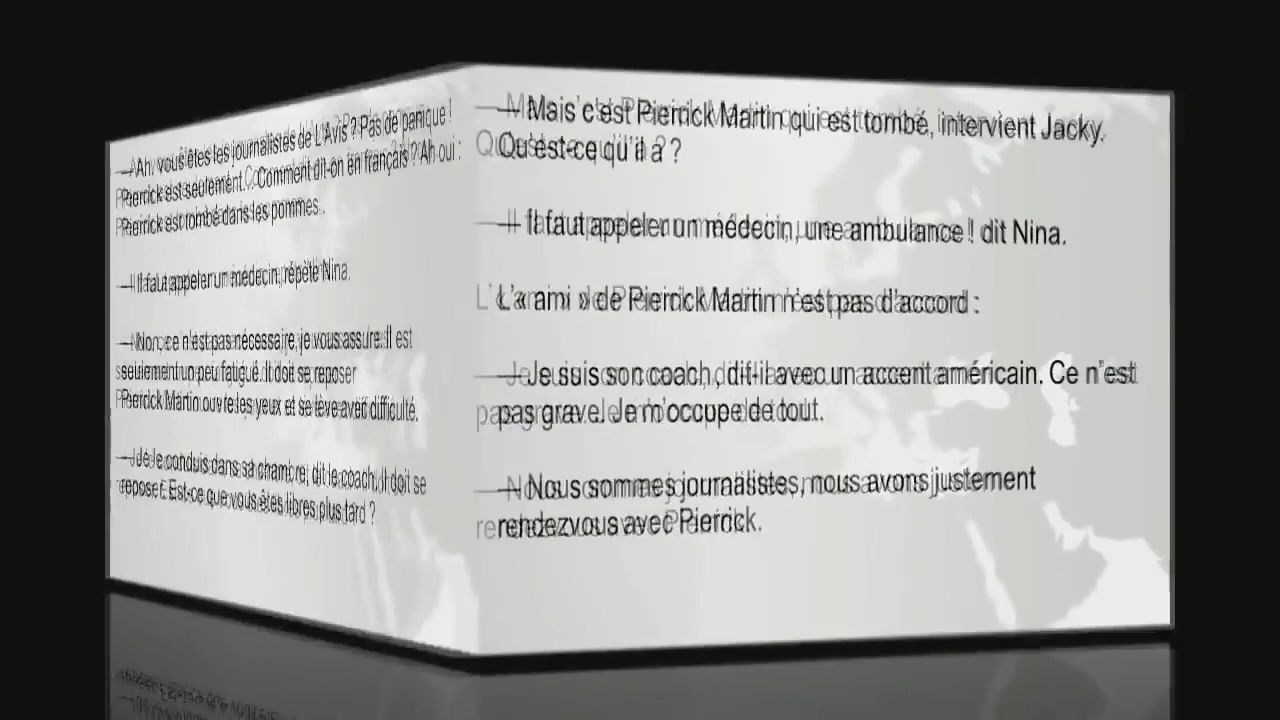 — Ah, vous êtes les journalistes de L'Avis ? Pas de panique !
Pierrick est seulement... Comment dit-on en français ? Ah oui :
Pierrick est tombé dans les pommes.
— Il faut appeler un médecin, répète Nina.
— Non, ce n'est pas nécessaire, je vous assure. Il est
seulement un peu fatigué. Il doit se reposer
Pierrick Martin ouvre les yeux et se lève avec difficulté.
— Je le conduis dans sa chambre, dit le coach. Il doit se
reposer. Est-ce que vous êtes libres plus tard ?
— Mais c'est Pierrick Martin qui est tombé, intervient Jacky.
Qu'est-ce qu'il a ?
— Il faut appeler un médecin, une ambulance ! dit Nina.
L'« ami » de Pierrick Martin n'est pas d'accord :
— Je suis son coach, dit-il avec un accent américain. Ce n'est
pas grave. Je m'occupe de tout.
— Nous sommes journalistes, nous avons justement
rendezvous avec Pierrick.